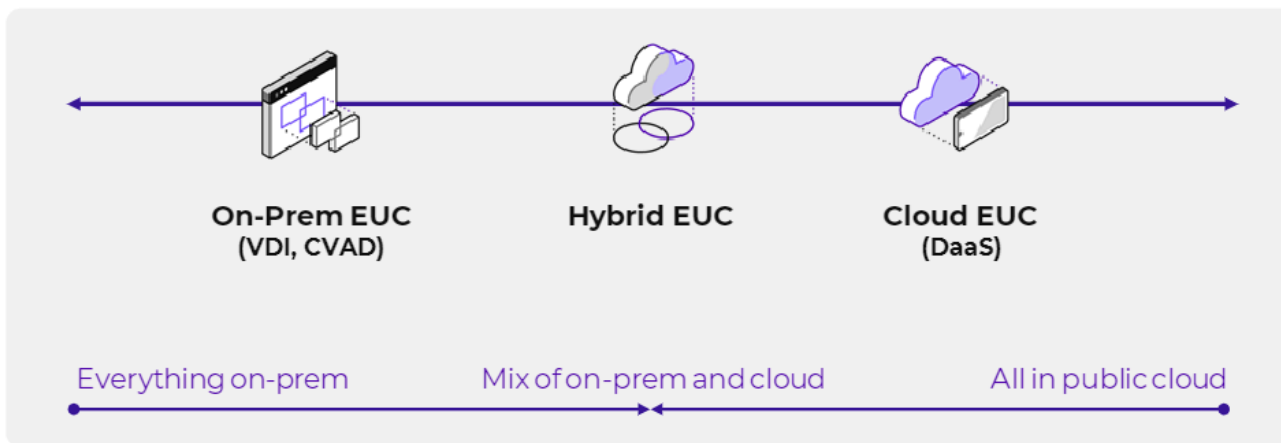 On-Prem EUC
(VDI, CVAD)
Hybrid EUC
Cloud EUC
(DaaS)
Everything on-prem
Mix of on-prem and cloud
All in public cloud